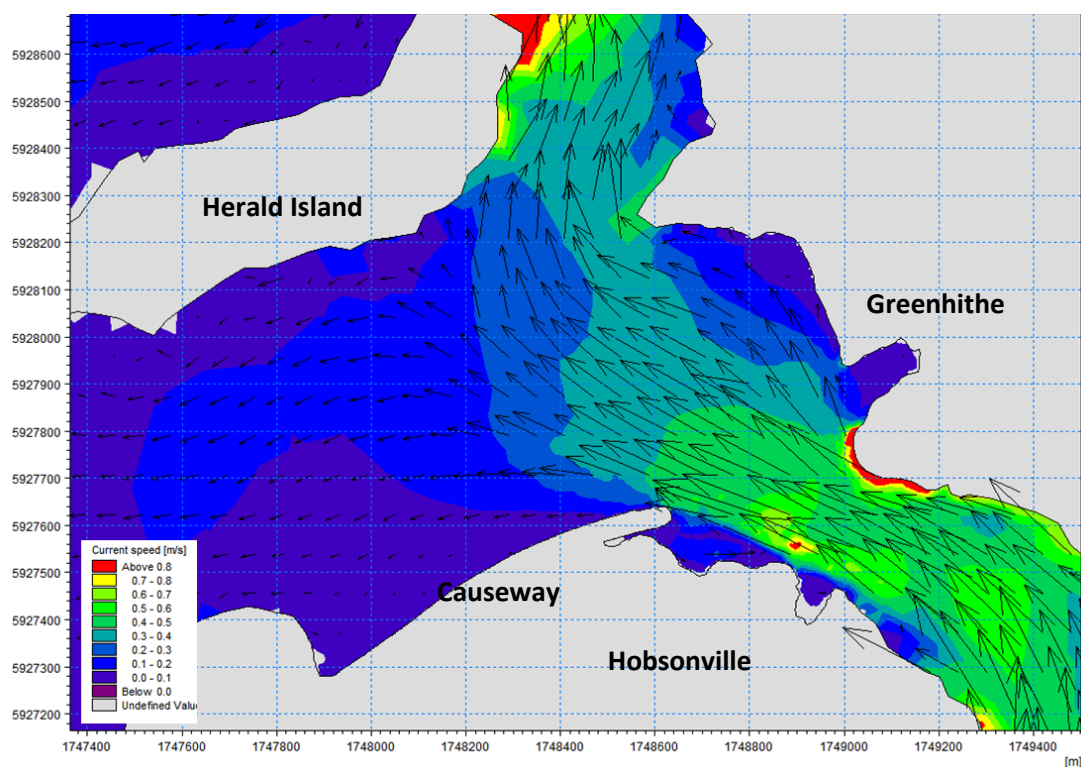 5928600
5928500
5928400
5928300
5928200
5928100
5928000
5927900
5927800
5927700
5927600
5927500
5927400
5927300
5927200
Herald Island
Greenhithe
Causeway
Hobsonville
Current speed [m/s]
Above 0.8
0.7 - 0.8
0.6 - 0.7
0.5 - 0.6
0.4 - 0.5
0.3 - 0.4
0.2 - 0.3
0.1 - 0.2
0.0 - 0.1
Below 0.0
Undefined Valu
1747400 1747600 1747800 1748000 1748200 1748400 1748600 1748800 1749000 1749200 1749400
[m]